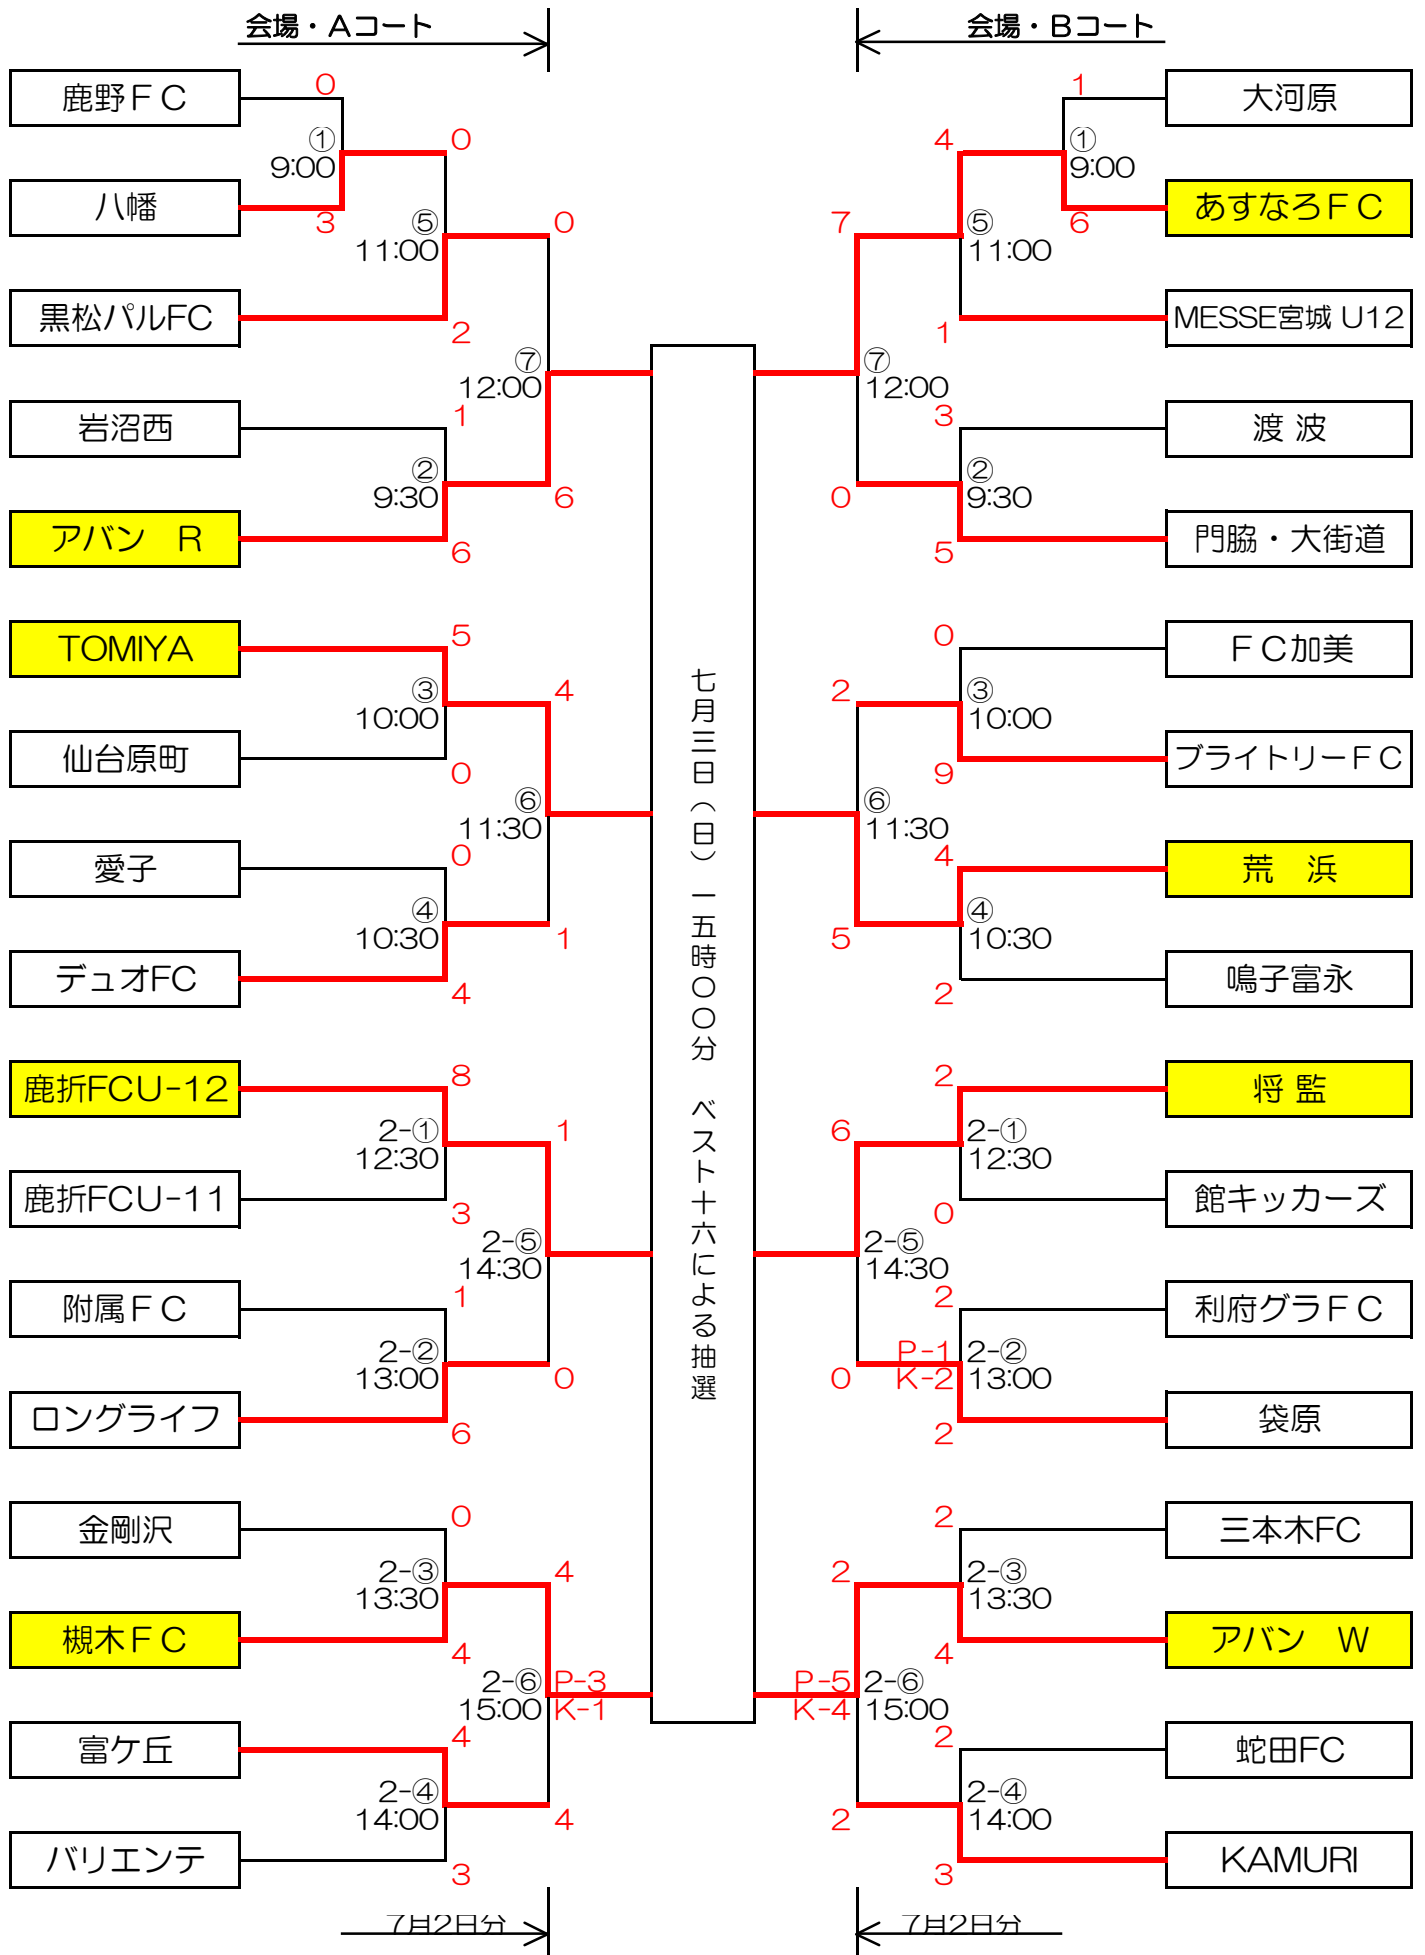 会場・Aコート
会場・Bコート
鹿野ＦＣ
0
①
9:00
八幡
3
0
⑤
11:00
黒松パルFC
2
0
⑦
12:00
岩沼西
1
②
9:30
アバン　R
6
6
TOMIYA
5
③
10:00
仙台原町
0
4
⑥
11:30
愛子
0
④
10:30
デュオFC
4
1
鹿折FCU-12
8
2-①
12:30
鹿折FCU-11
3
1
2-⑤
14:30
附属ＦＣ
1
2-②
13:00
ロングライフ
6
0
金剛沢
0
2-③
13:30
槻木ＦＣ
4
4
2-⑥
15:00
P-3
K-1
富ケ丘
4
2-④
14:00
バリエンテ
3
4
七月三日（日）一五時〇〇分　ベスト十六による抽選
1
大河原
①
9:00
4
6
あすなろＦＣ
7
⑤
11:00
1
MESSE宮城 U12
⑦
12:00
3
渡 波
②
9:30
0
5
門脇・大街道
0
ＦＣ加美
2
③
10:00
9
ブライトリーＦＣ
⑥
11:30
4
荒　浜
④
10:30
5
2
鳴子富永
2
将 監
6
2-①
12:30
0
館キッカーズ
2-⑤
14:30
2
利府グラＦＣ
P-1
K-2
2-②
13:00
0
2
袋原
2
三本木FC
2
2-③
13:30
4
アバン　W
P-5
K-4
2-⑥
15:00
2
蛇田FC
2-④
14:00
2
3
KAMURI
7月2日分
7月2日分